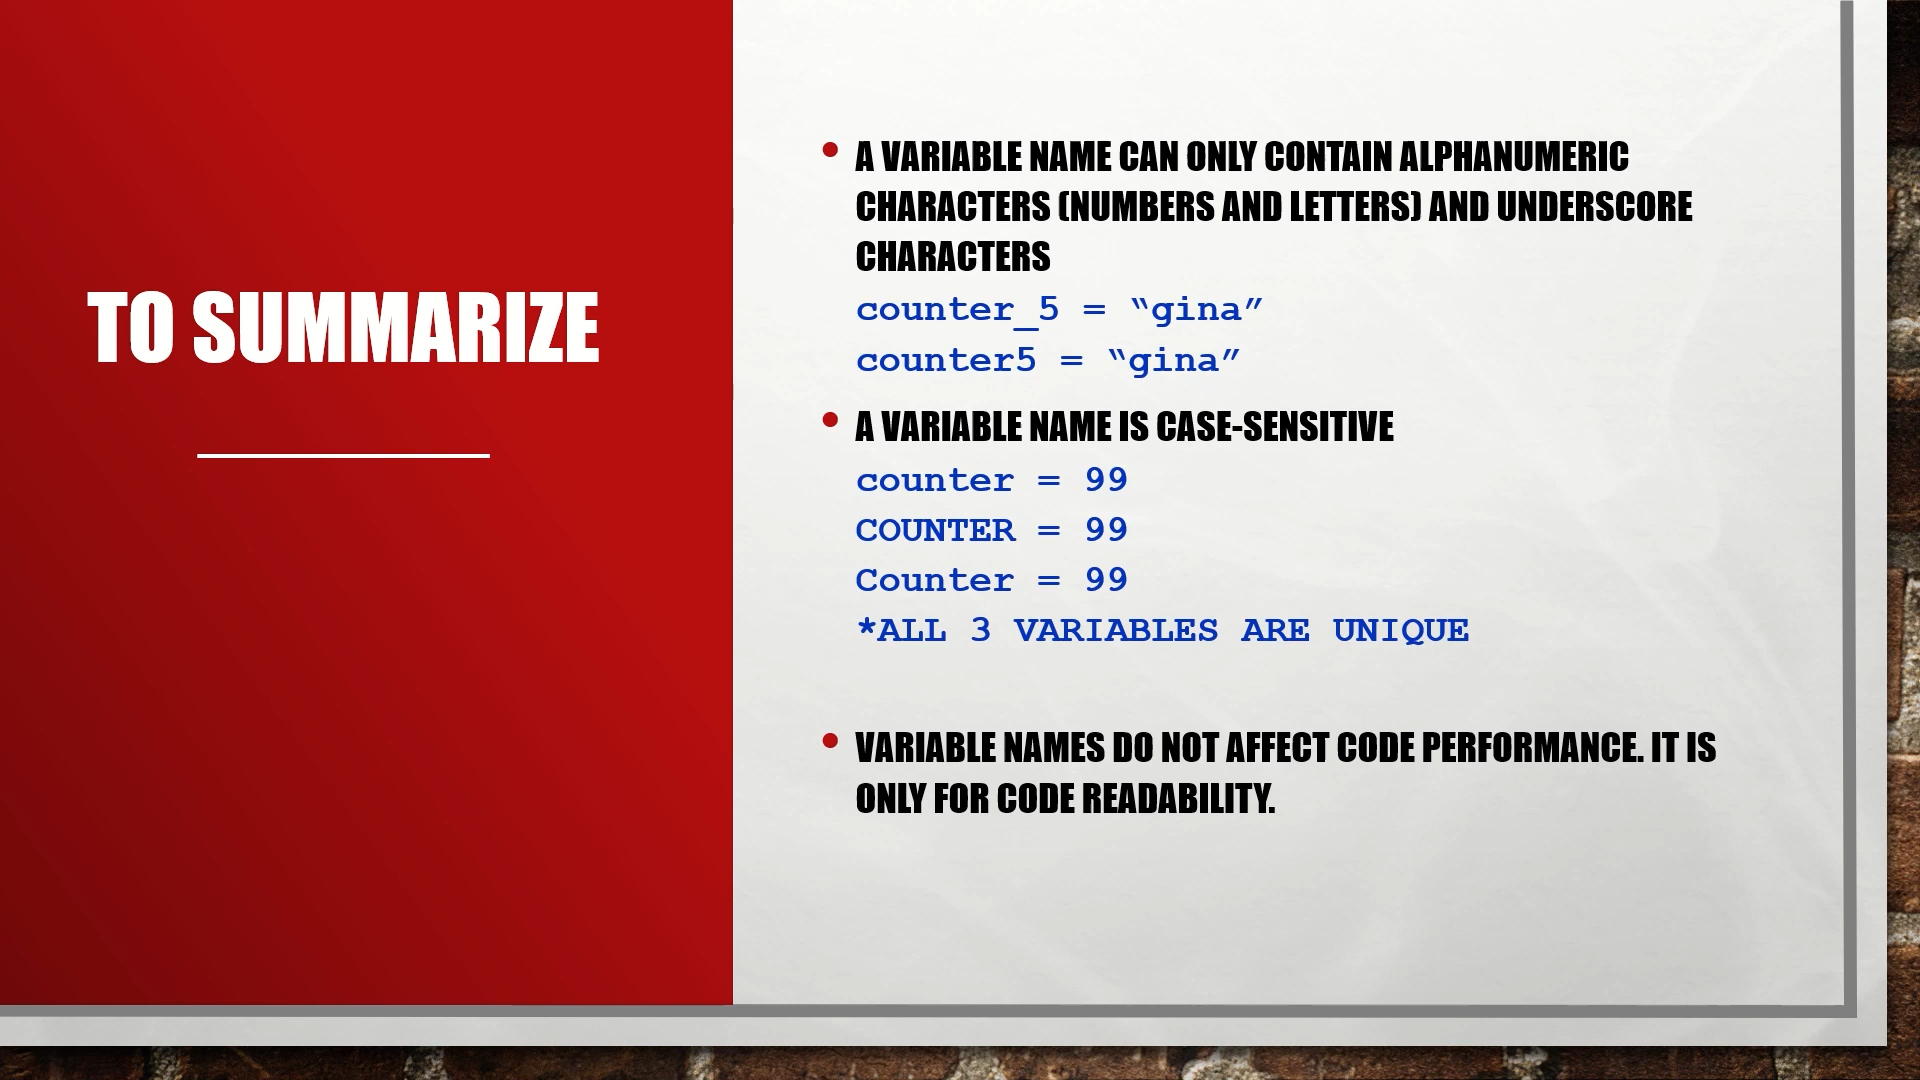 TO SUMMARIZE
• A VARIABLE NAME CAN ONLY CONTAIN ALPHANUMERIC
CHARACTERS (NUMBERS AND LETTERS) AND UNDERSCORE
CHARACTERS
counter_5 = “gina”
counter5 = “gina”
• A VARIABLE NAME IS CASE-SENSITIVE
counter = 99
COUNTER = 99
Counter = 99
*ALL 3 VARIABLES ARE UNIQUE
• VARIABLE NAMES DO NOT AFFECT CODE PERFORMANCE. IT IS
ONLY FOR CODE READABILITY.